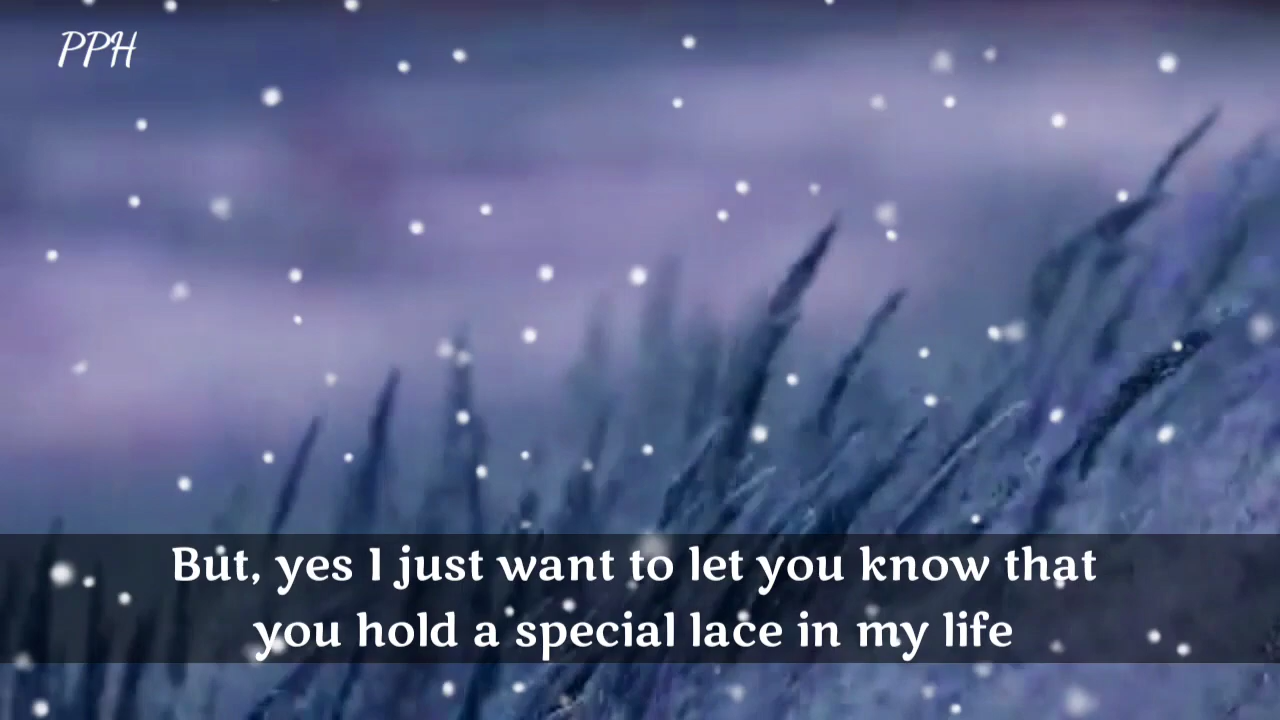 PPH
But, yes I just want to let you know that
you hold a special lace in my life